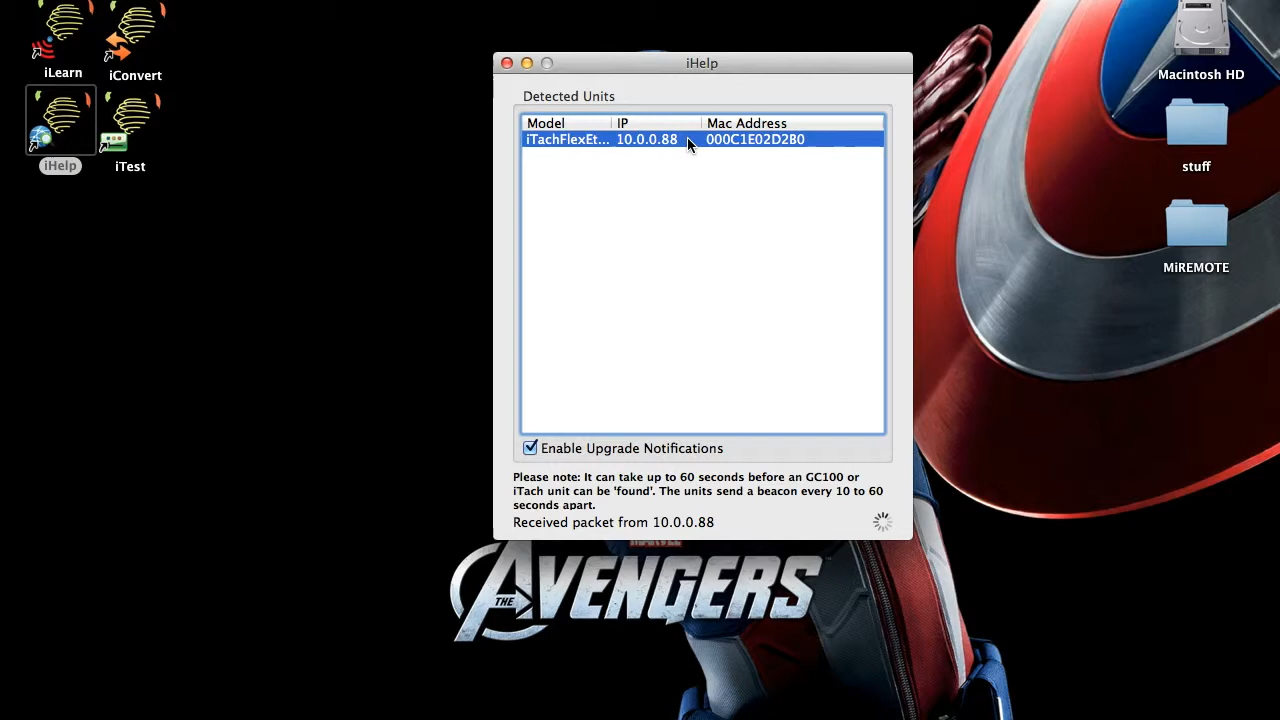 iLearn
iConvert
iHelp
iTest
iHelp
Detected Units
Model IP Mac Address
iTachFlexEt... 10.0.0.88 000C1E02D2B0
Enable Upgrade Notifications
Please note: It can take up to 60 seconds before an GC100 or
iTach unit can be 'found'. The units send a beacon every 10 to 60
seconds apart.
Received packet from 10.0.0.88
Macintosh HD
stuff
MiREMOTE
THE AVENGERS